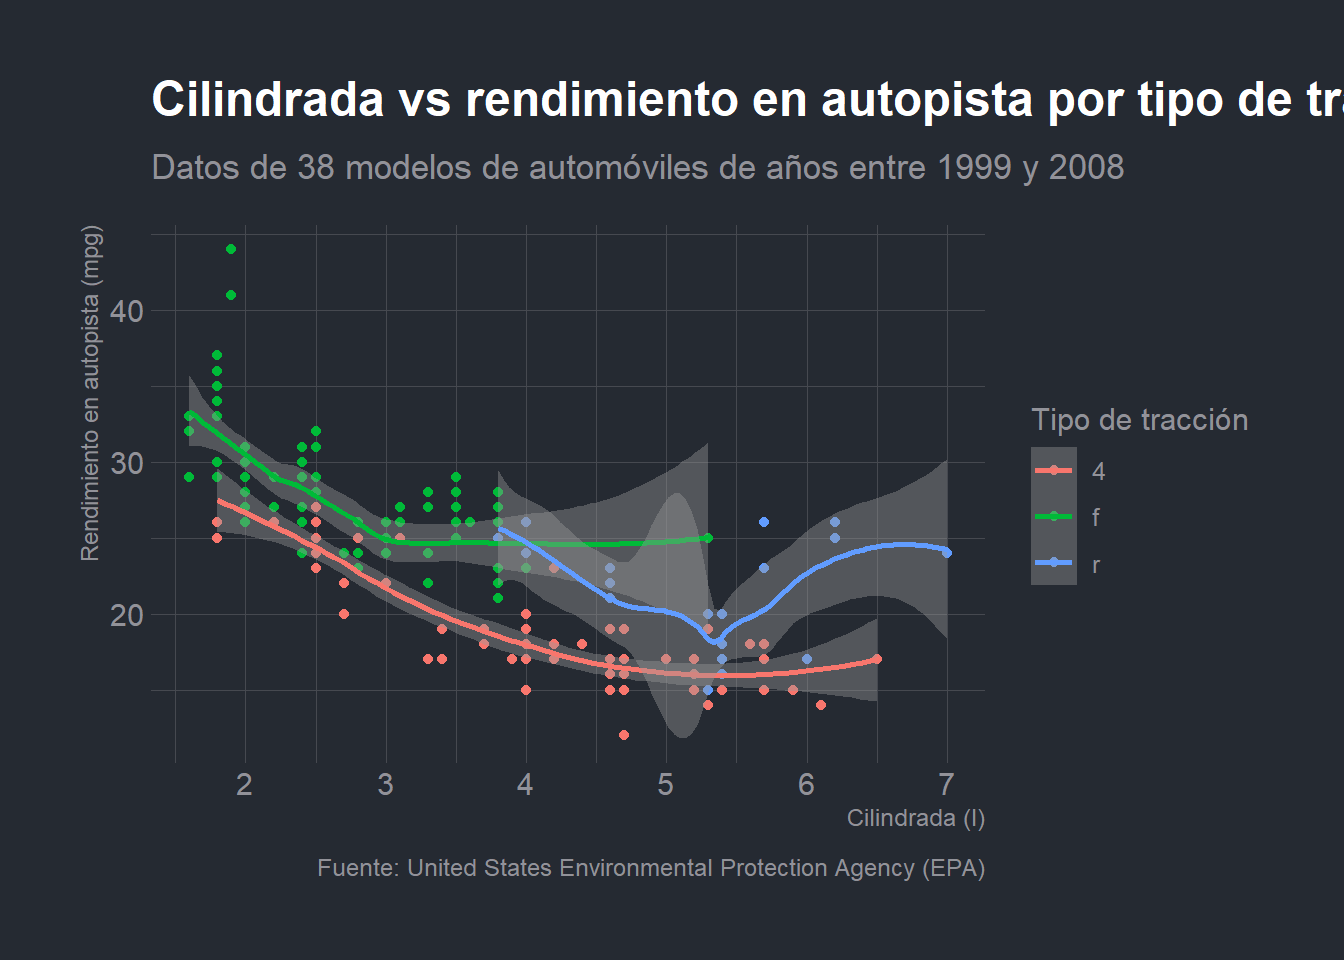 Cilindrada vs rendimiento en autopista por tipo de
Datos de 38 modelos de automóviles de años entre 1999 y 2008
Rendimiento en autopista (mpg)
40
30
20
2 3 4 5 6 7
Cilindrada (l)
Tipo de tracción
4
f
r
Fuente: United States Environmental Protection Agency (EPA)